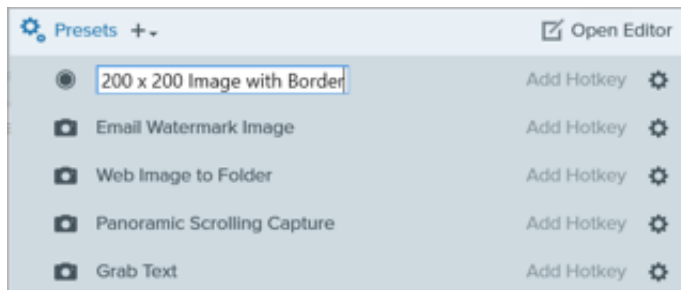 Presets
Open Editor
200 x 200 Image with Border Add Hotkey
Email Watermark Image Add Hotkey
Web Image to Folder Add Hotkey
Panoramic Scrolling Capture Add Hotkey
Grab Text Add Hotkey